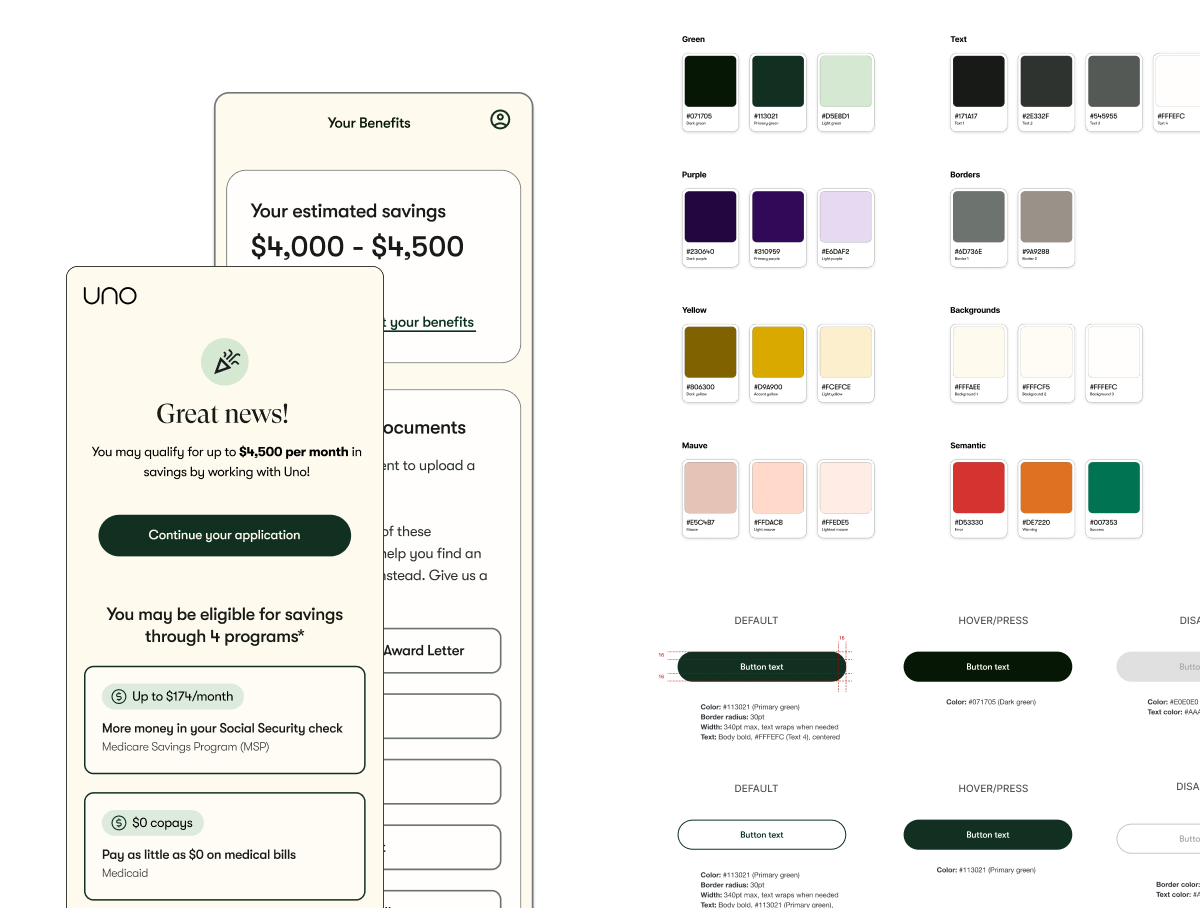 Your Benefits
Your estimated savings
$4,000 - $4,500
t your benefits
ocuments
ent to upload a
of these
help you find an
nstead. Give us a
Award Letter
UNO
Great news!
You may qualify for up to $4,500 per month in
savings by working with Uno!
Continue your application
You may be eligible for savings
through 4 programs*
Up to $174/month
More money in your Social Security check
Medicare Savings Program (MSP)
$0 copays
Pay as little as $0 on medical bills
Medicaid
Green
#071705
Dark green
#113021
Primary green
#D5E8D1
Light green
Text
#171A17
Text 1
#2E332F
Text 2
#545955
Text 3
#FFFEFC
Text 4
Purple
#230640
Dark purple
#310959
Primary purple
#E6DAF2
Light purple
Borders
#6D736E
Border 1
#9A9288
Border 2
Yellow
#806300
Dark yellow
#D9A900
Accent yellow
#FCEFCE
Light yellow
Backgrounds
#FFFAEE
Background 1
#FFFCF5
Background 2
#FFFEFC
Background 3
Mauve
#E5C4B7
Mauve
#FFDACB
Light mauve
#FFEDE5
Lightest mauve
Semantic
#D53330
Error
#DE7220
Warning
#007353
Success
DEFAULT
HOVER/PRESS
DISA
16
16
16
Button text
Button text
Button
Color: #113021 (Primary green)
Border radius: 30pt
Width: 340pt max, text wraps when needed
Text: Body bold, #FFFEFC (Text 4), centered
Color: #071705 (Dark green)
Color: #E0E0E0
Text color: #AAA
DEFAULT
HOVER/PRESS
DISA
Button text
Button text
Butto
Color: #113021 (Primary green)
Border radius: 30pt
Width: 340pt max, text wraps when needed
Text: Body bold, #113021 (Primary green),
Color: #113021 (Primary green)
Border color:
Text color: #A